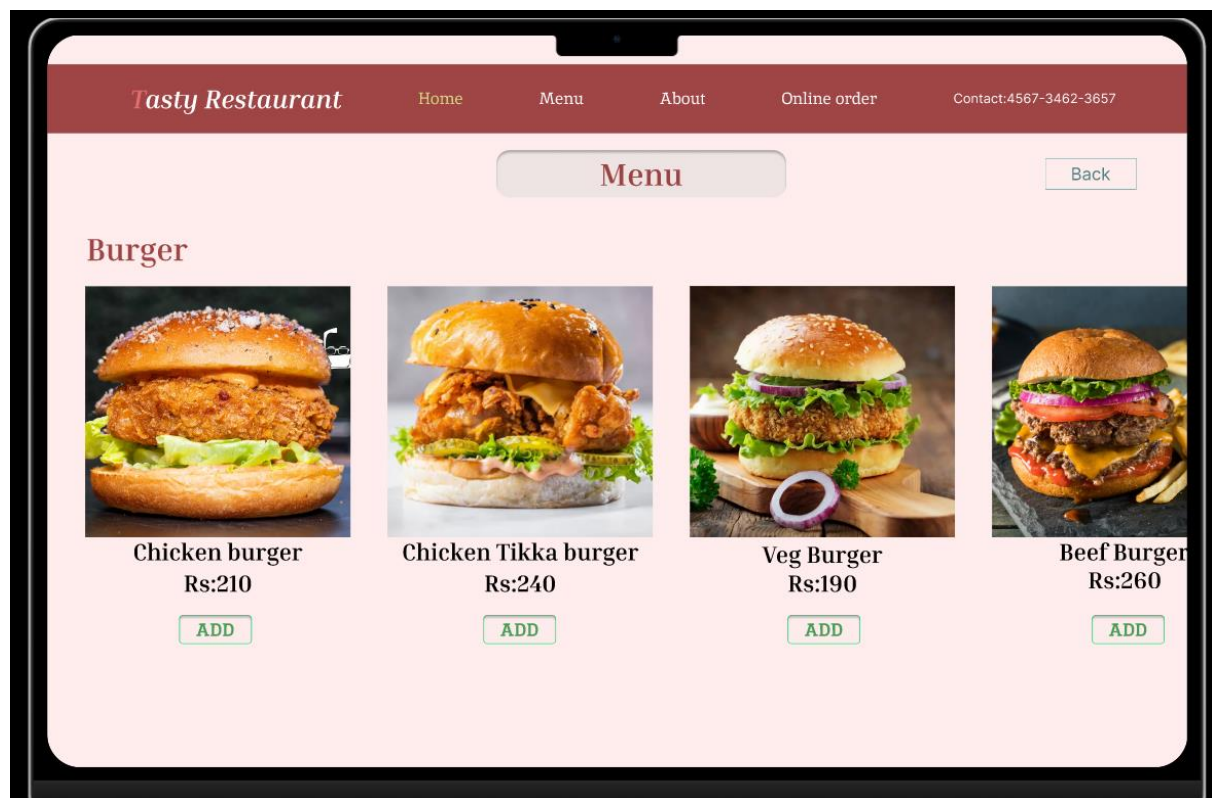 Tasty Restaurant Home Menu About Online order Contact:4567-3462-3657
Menu
Back
Burger
Chicken burger
Rs:210
ADD
Chicken Tikka burger
Rs:240
ADD
Veg Burger
Rs:190
ADD
Beef Burger
Rs:260
ADD